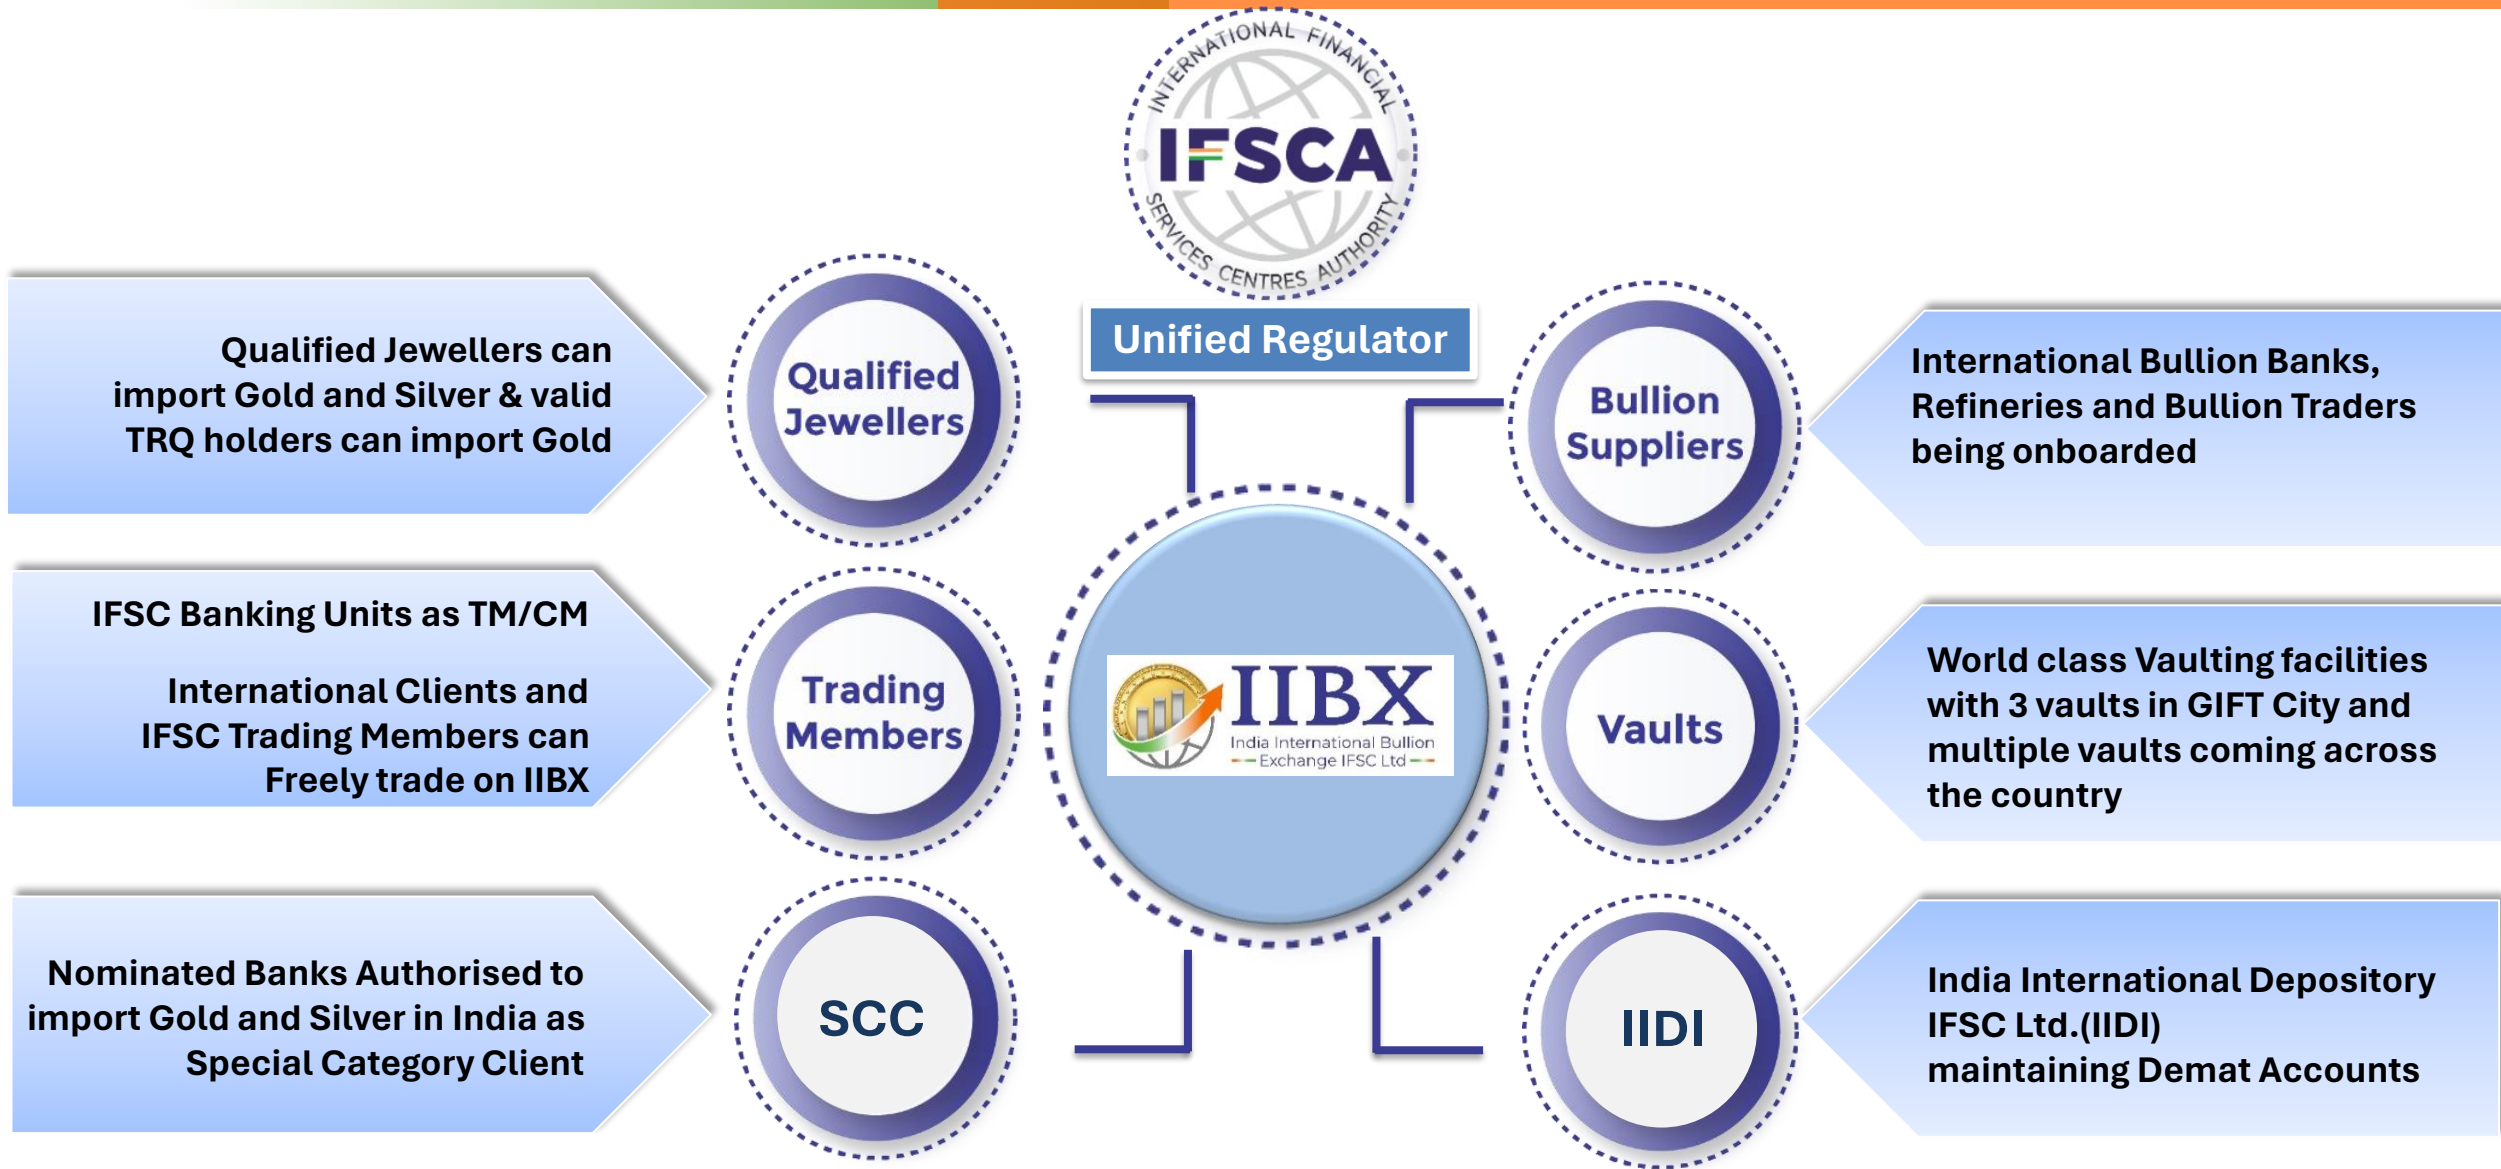 INTERNATIONAL FINANCIAL
IFSCA
SERVICES CENTRES AUTHORITY
Unified Regulator
Qualified Jewellers can
import Gold and Silver & valid
TRQ holders can import Gold
Qualified
Jewellers
Bullion
Suppliers
International Bullion Banks,
Refineries and Bullion Traders
being onboarded
IFSC Banking Units as TM/CM
International Clients and
IFSC Trading Members can
Freely trade on IIBX
Trading
Members
IIBX
India International Bullion
Exchange IFSC Ltd
Vaults
World class Vaulting facilities
with 3 vaults in GIFT City and
multiple vaults coming across
the country
Nominated Banks Authorised to
import Gold and Silver in India as
Special Category Client
SCC
IIDI
India International Depository
IFSC Ltd.(IIDI)
maintaining Demat Accounts